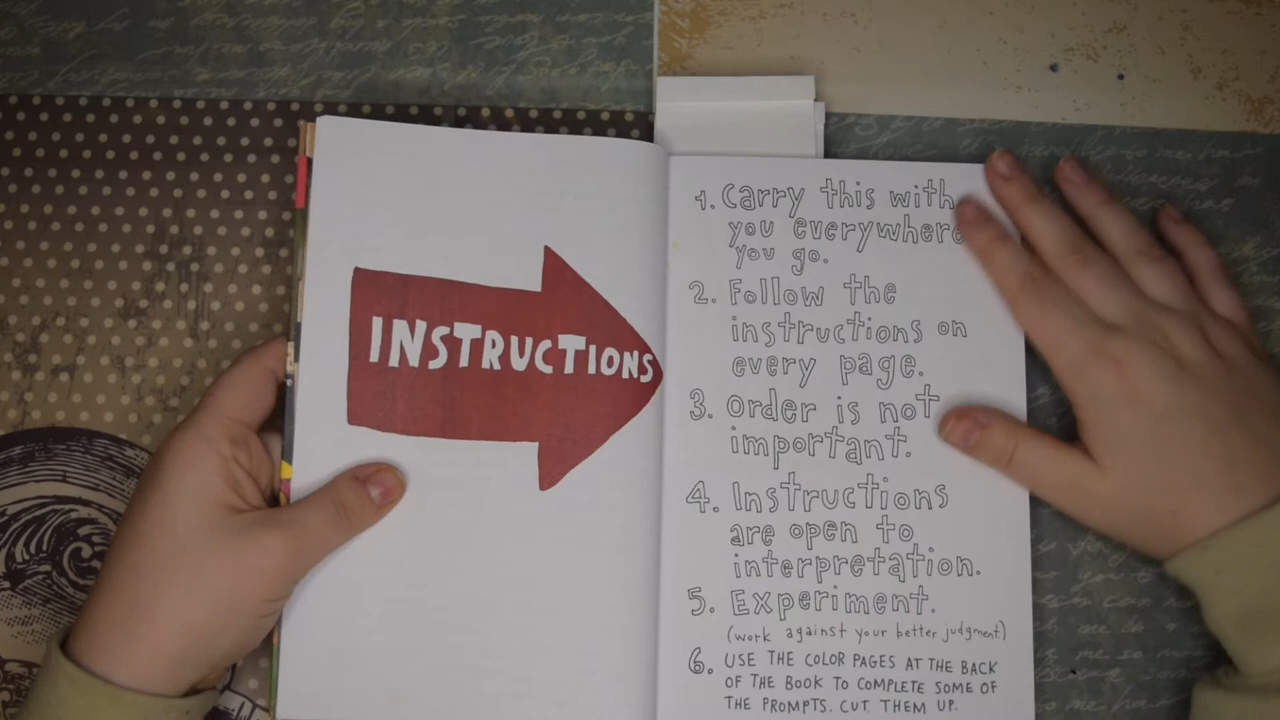 INSTRUCTIONS
1. Carry this with
you everywhere
you go.
2. Follow the
instructions on
every page.
3. Order is not
important.
4. Instructions
are open to
interpretation.
5. Experiment.
(work against your better judgment.)
6. USE THE COLOR PAGES AT THE BACK
OF THE BOOK TO COMPLETE SOME OF
THE PROMPTS. CUT THEM UP.